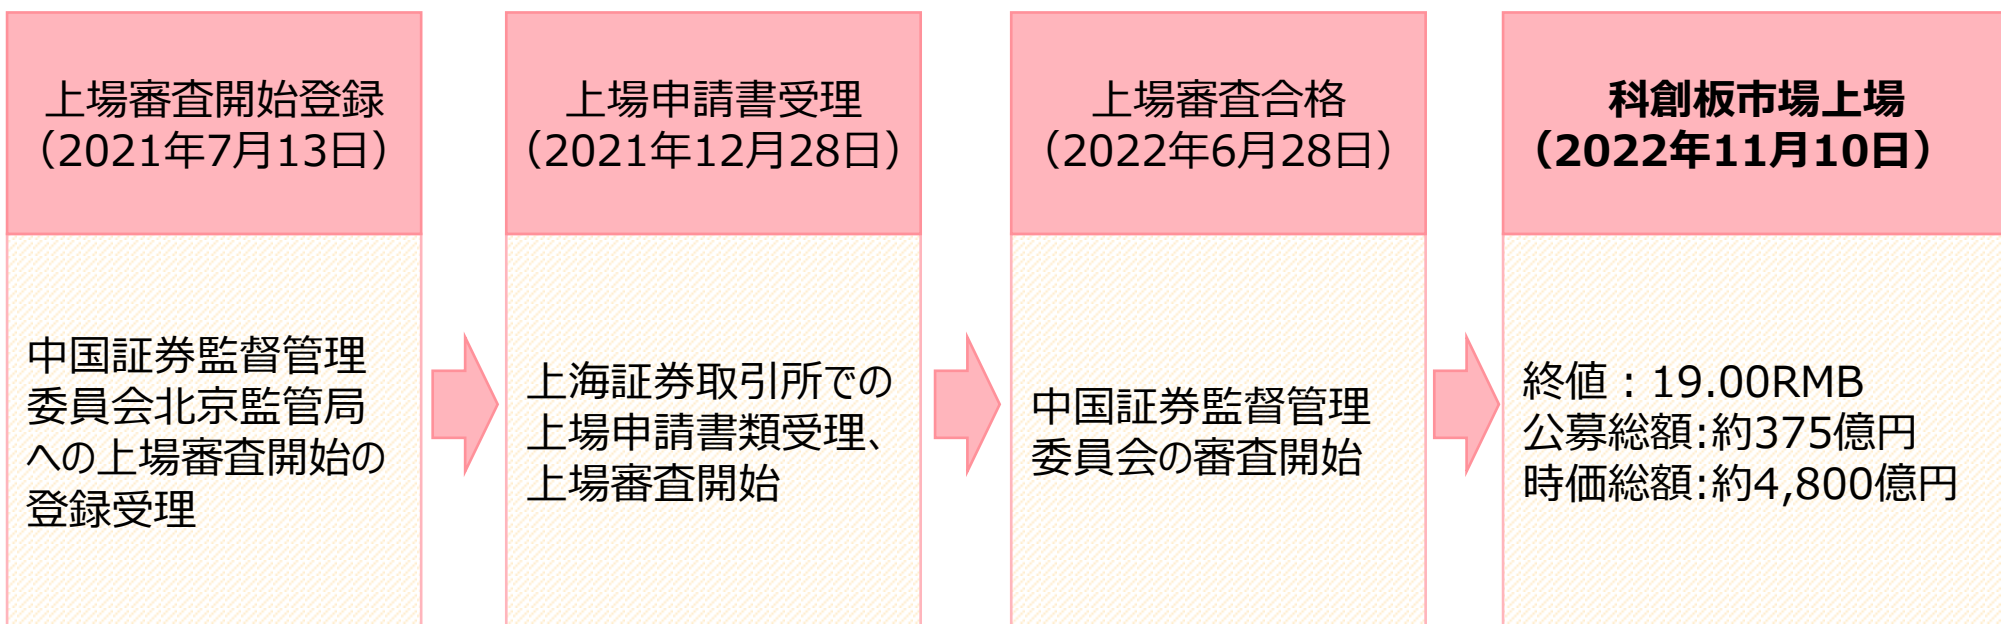 上場審査開始登録
（2021年7月13日）
中国証券監督管理
委員会北京監管局
への上場審査開始の
登録受理
上場申請書受理
（2021年12月28日）
上海証券取引所での
上場申請書類受理、
上場審査開始
上場審査合格
（2022年6月28日）
中国証券監督管理
委員会の審査開始
科創板市場上場
（2022年11月10日）
終値：19.00RMB
公募総額:約375億円
時価総額:約4,800億円